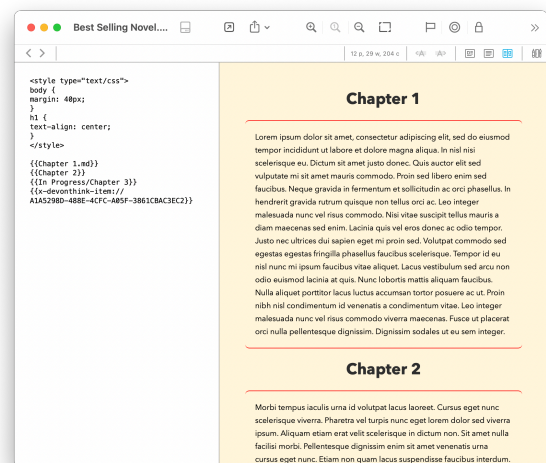 Best Selling Novel....
12 p, 29 w, 204 c
<style type="text/css">
body {
margin: 40px;
}
h1 {
text-align: center;
}
</style>
{{Chapter 1.md}}
{{Chapter 2}}
{{In Progress/Chapter 3}}
{{x-devonthink-item://
A1A5298D-488E-4CFC-A05F-3861CBAC3EC2}}
Chapter 1
Lorem ipsum dolor sit amet, consectetur adipiscing elit, sed do eiusmod
tempor incididunt ut labore et dolore magna aliqua. In nisl nisi
scelerisque eu. Dictum sit amet justo donec. Quis auctor elit sed
vulputate mi sit amet mauris commodo. Proin sed libero enim sed
faucibus. Neque gravida in fermentum et sollicitudin ac orci phasellus. In
hendrerit gravida rutrum quisque non tellus orci ac. Leo integer
malesuada nunc vel risus commodo. Nisi vitae suscipit tellus mauris a
diam maecenas sed enim. Lacinia quis vel eros donec ac odio tempor.
Justo nec ultrices dui sapien eget mi proin sed. Volutpat commodo sed
egestas egestas fringilla phasellus faucibus scelerisque. Tempor id eu
nisl nunc mi ipsum faucibus vitae aliquet. Lacus vestibulum sed arcu non
odio euismod lacinia at quis. Nunc lobortis mattis aliquam faucibus.
Nulla aliquet porttitor lacus luctus accumsan tortor posuere ac ut. Proin
nibh nisl condimentum id venenatis a condimentum vitae. Leo integer
malesuada nunc vel risus commodo viverra maecenas. Fusce ut placerat
orci nulla pellentesque dignissim. Dignissim sodales ut eu sem integer.
Chapter 2
Morbi tempus iaculis urna id volutpat lacus laoreet. Cursus eget nunc
scelerisque viverra. Pharetra vel turpis nunc eget lorem dolor sed viverra
ipsum. Aliquam etiam erat velit scelerisque in dictum non. Sit amet nulla
facilisi morbi. Pellentesque dignissim enim sit amet venenatis urna
cursus eget nunc. Etiam non quam lacus suspendisse faucibus interdum.